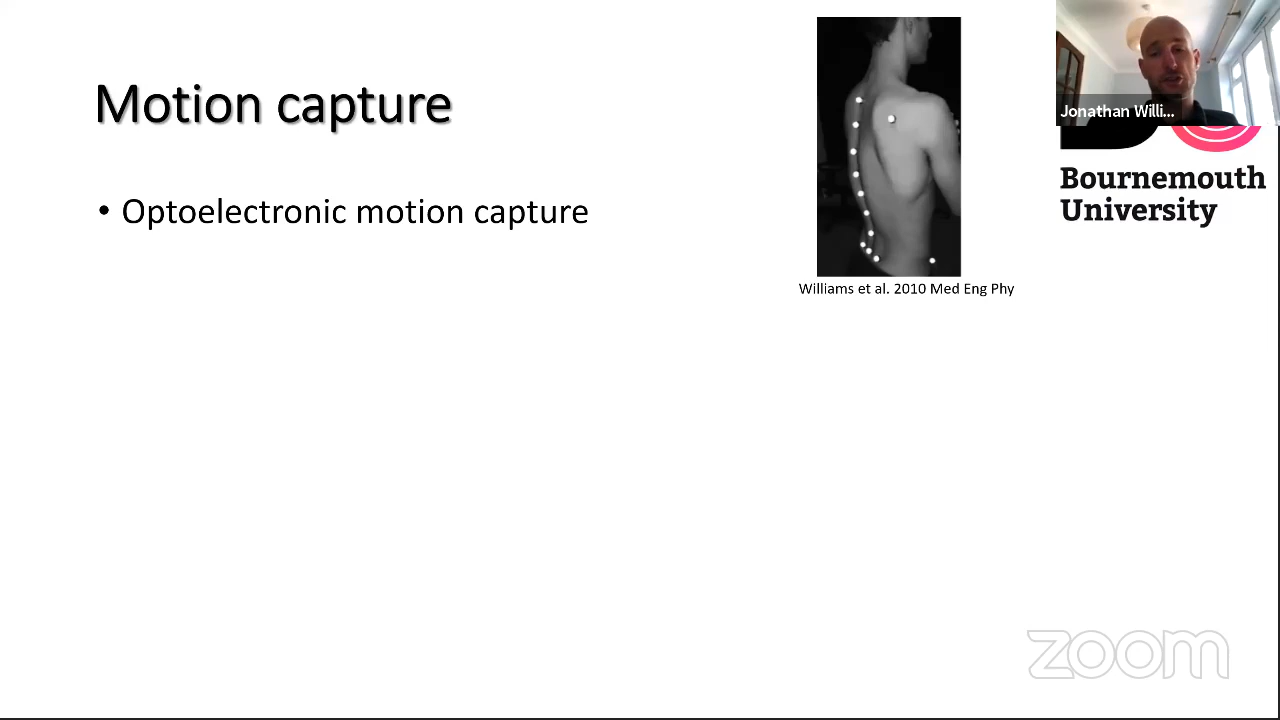 Motion capture
• Optoelectronic motion capture
Williams et al. 2010 Med Eng Phy
Jonathan Willi...
Bournemouth
University
zoom